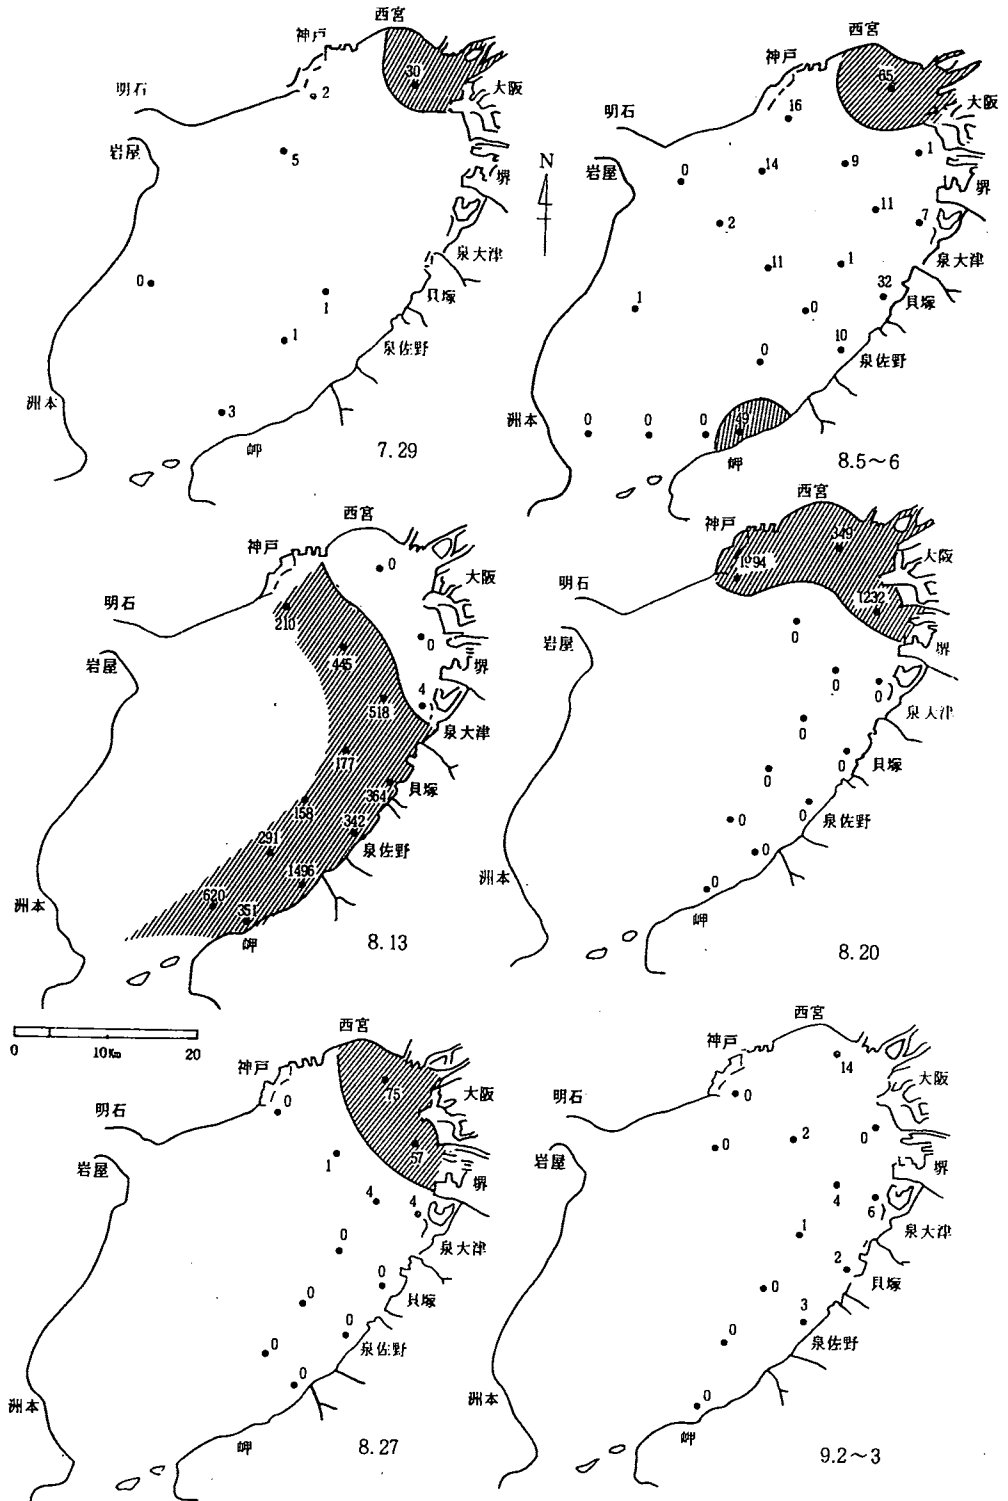 西宮
神戸
30
大阪
明石
2
岩屋
5
堺
N
泉大津
0
貝塚
1
1
泉佐野
洲本
3
岬
7.29
西宮
神戸
65
大阪
明石
16
岩屋
0
14
9
1
堺
2
11
7
泉大津
11
1
32
貝塚
1
0
10
泉佐野
0
洲本
0
0
0
49
岬
8.5～6
西宮
神戸
0
大阪
明石
210
0
岩屋
445
堺
4
518
泉大津
177
364
貝塚
158
342
泉佐野
291
1496
洲本
620
351
岬
8.13
西宮
神戸
349
1994
大阪
明石
1232
岩屋
0
堺
0
0
泉大津
0
0
貝塚
0
0
泉佐野
0
0
洲本
0
岬
8.20
0
10Km
20
西宮
神戸
75
大阪
明石
0
57
岩屋
1
堺
4
4
泉大津
0
0
貝塚
0
0
泉佐野
0
0
洲本
岬
8.27
西宮
神戸
14
大阪
明石
0
2
0
岩屋
0
堺
4
6
泉大津
1
2
貝塚
0
3
泉佐野
0
洲本
0
岬
9.2～3